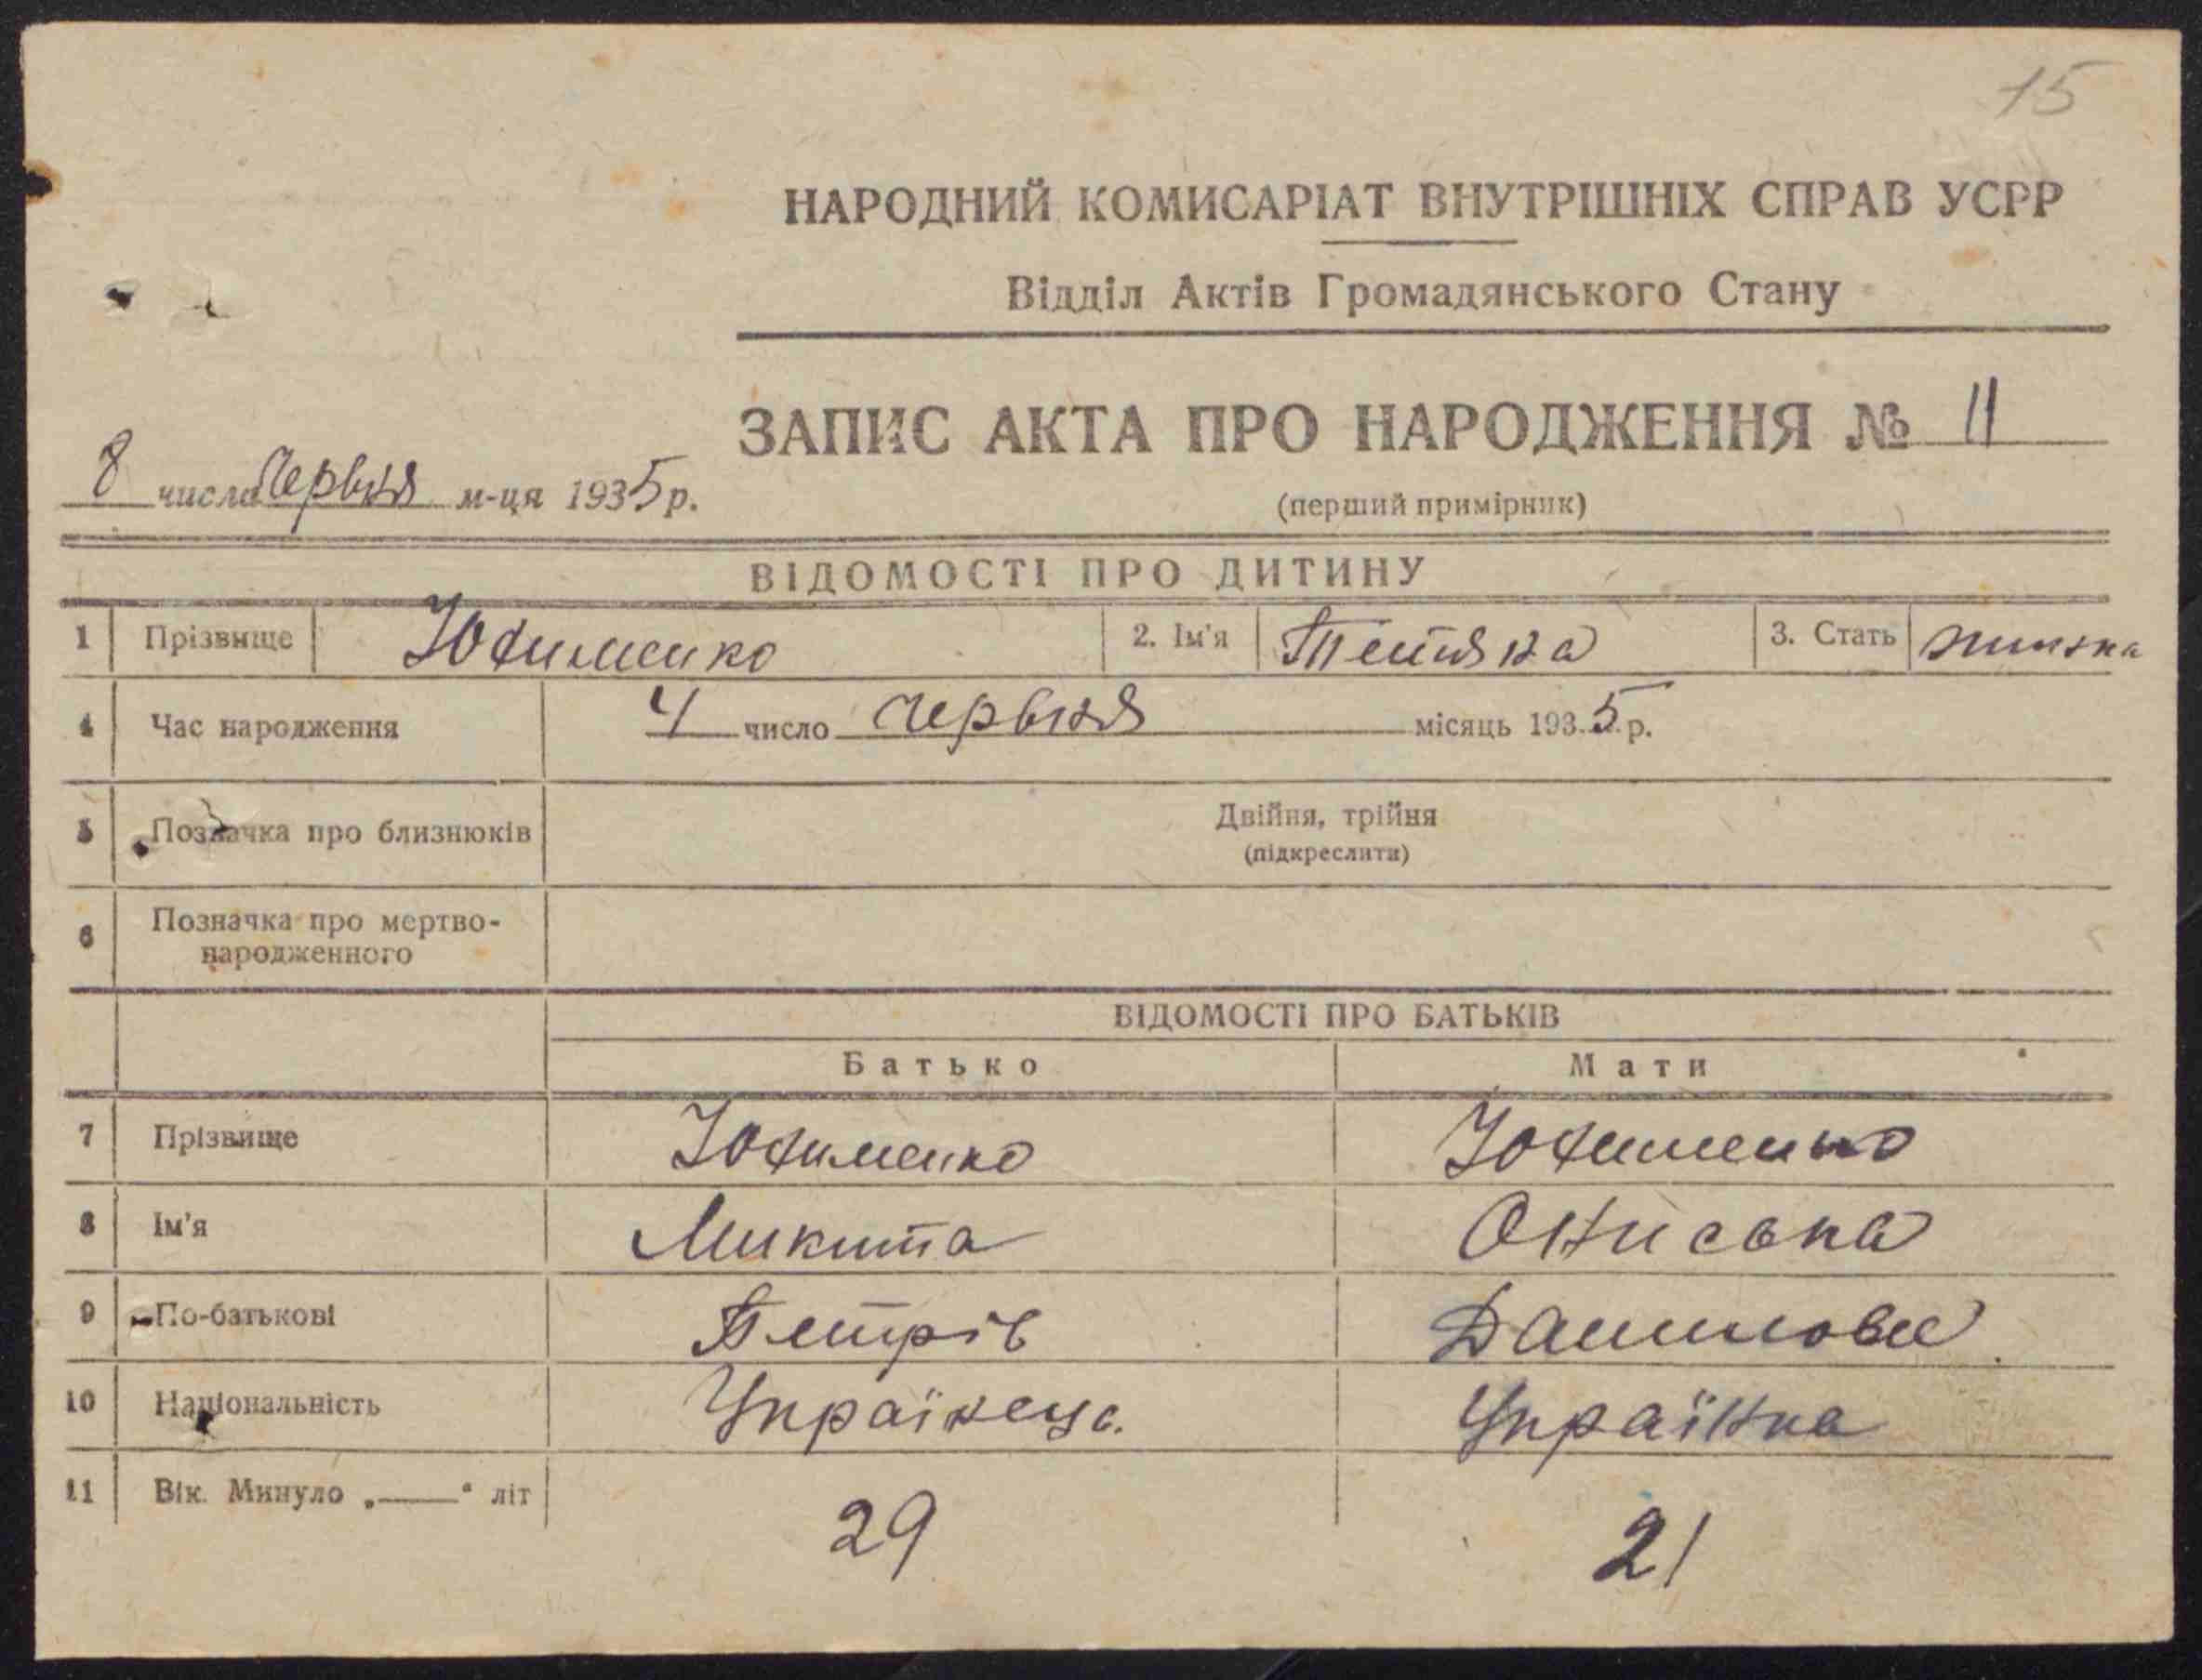 15
НАРОДНИЙ КОМИСАРІАТ ВНУТРІШНІХ СПРАВ УСРР
Відділ Актів Громадянського Стану
ЗАПИС АКТА ПРО НАРОДЖЕННЯ № 11
8 числа Червня м-ця 1935 р.
(перший примірник)
ВІДОМОСТІ ПРО ДИТИНУ
1 Прізвище Юхименко 2. Ім'я Тетяна 3. Стать жинка
4 Час народження 4 число Червня місяць 1935 р.
5 Позначка про близнюків Двійня, трійня
(підкреслити)
6 Позначка про мертво-
народженного
ВІДОМОСТІ ПРО БАТЬКІВ
Батько Мати
7 Прізвище Юхименко Юхименко
8 Ім'я Микита Ониська
9 По-батькові Петрів
10 Національність Українець Українка
11 Вік. Минуло „——“ літ 29 21